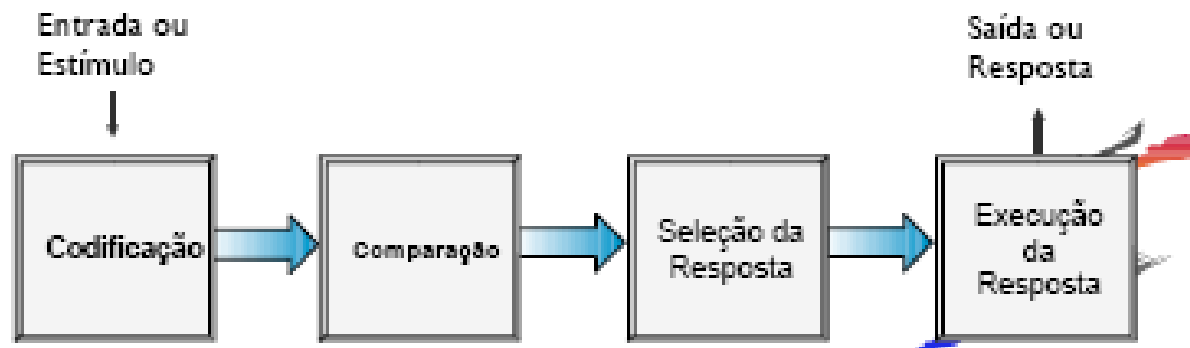 Entrada ou
Estímulo
Saída ou
Resposta
Codificação
Comparação
Seleção da
Resposta
Execução
da
Resposta